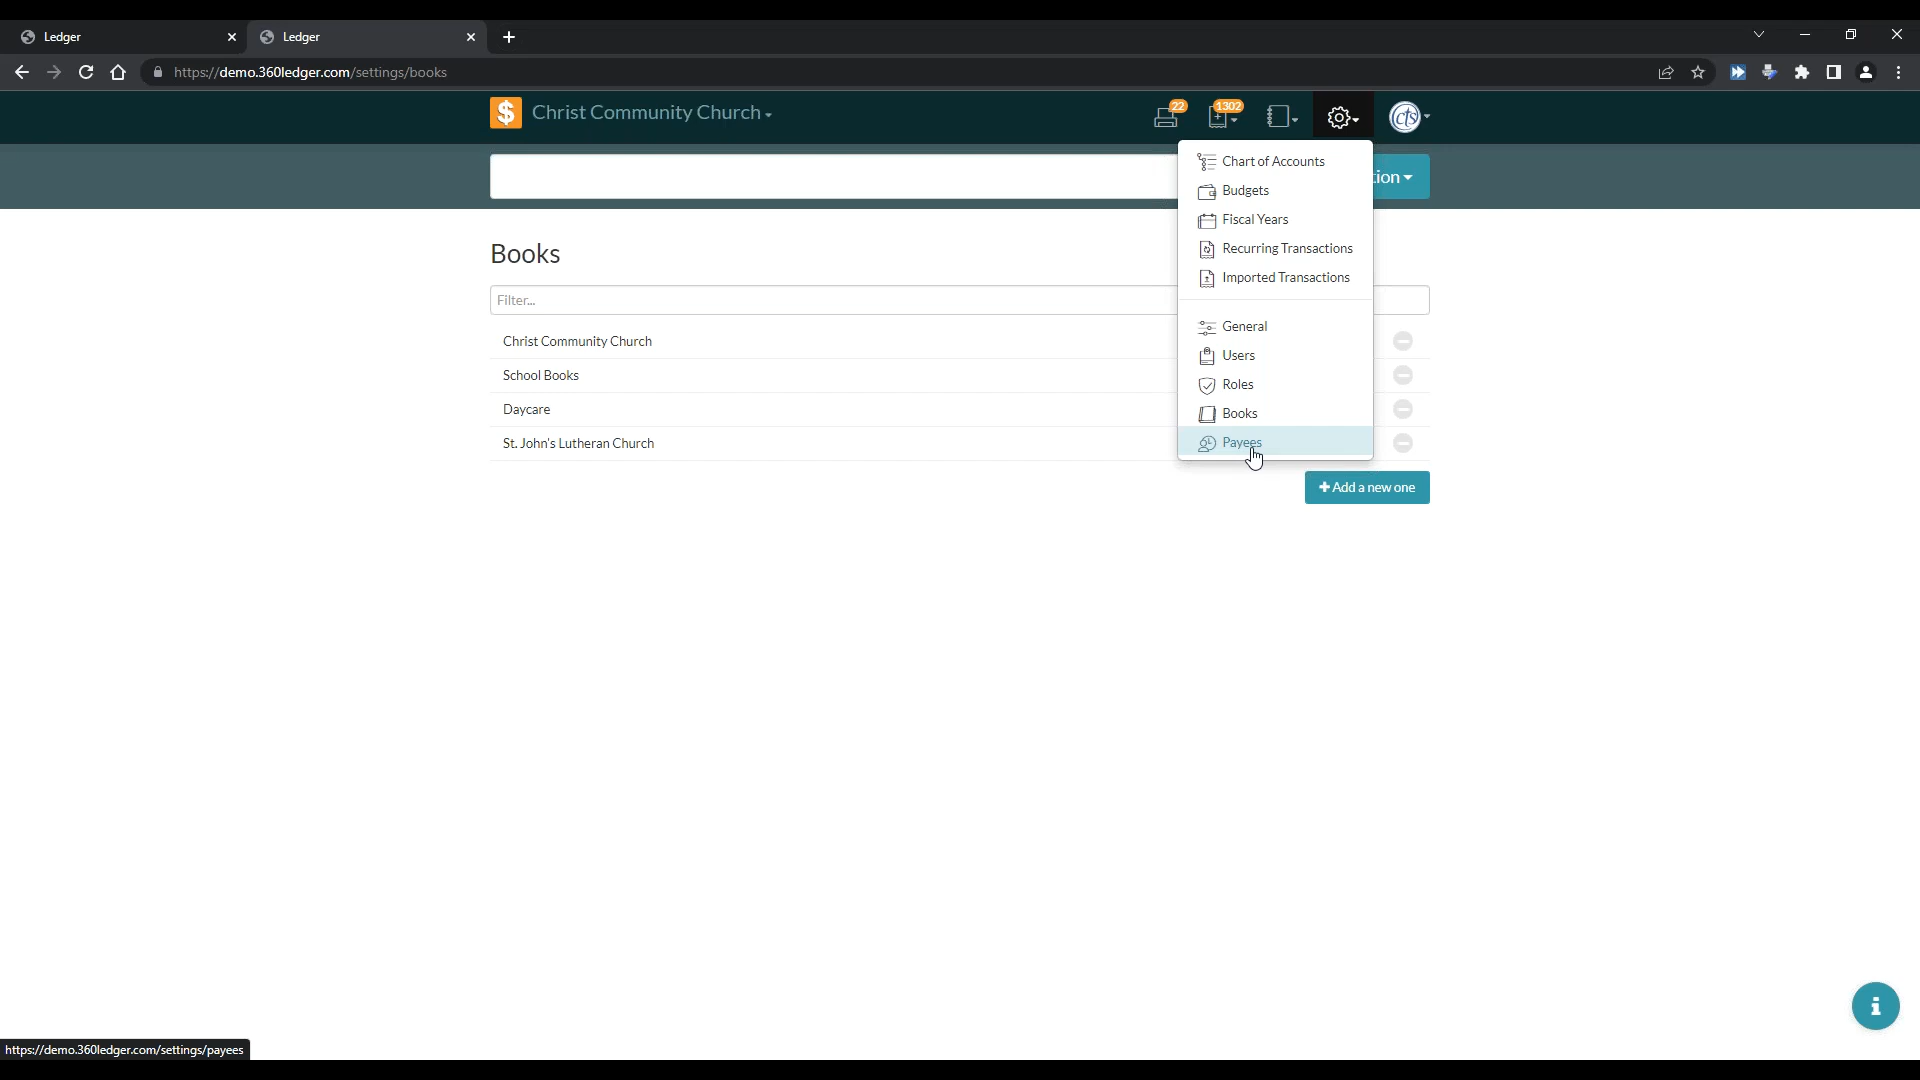 Ledger
Ledger
https://demo.360ledger.com/settings/books
$ Christ Community Church
22
1302
cts
tion
Chart of Accounts
Budgets
Fiscal Years
Recurring Transactions
Imported Transactions
General
Users
Roles
Books
Payees
Books
Filter...
Christ Community Church
School Books
Daycare
St. John's Lutheran Church
+ Add a new one
i
https://demo.360ledger.com/settings/payees